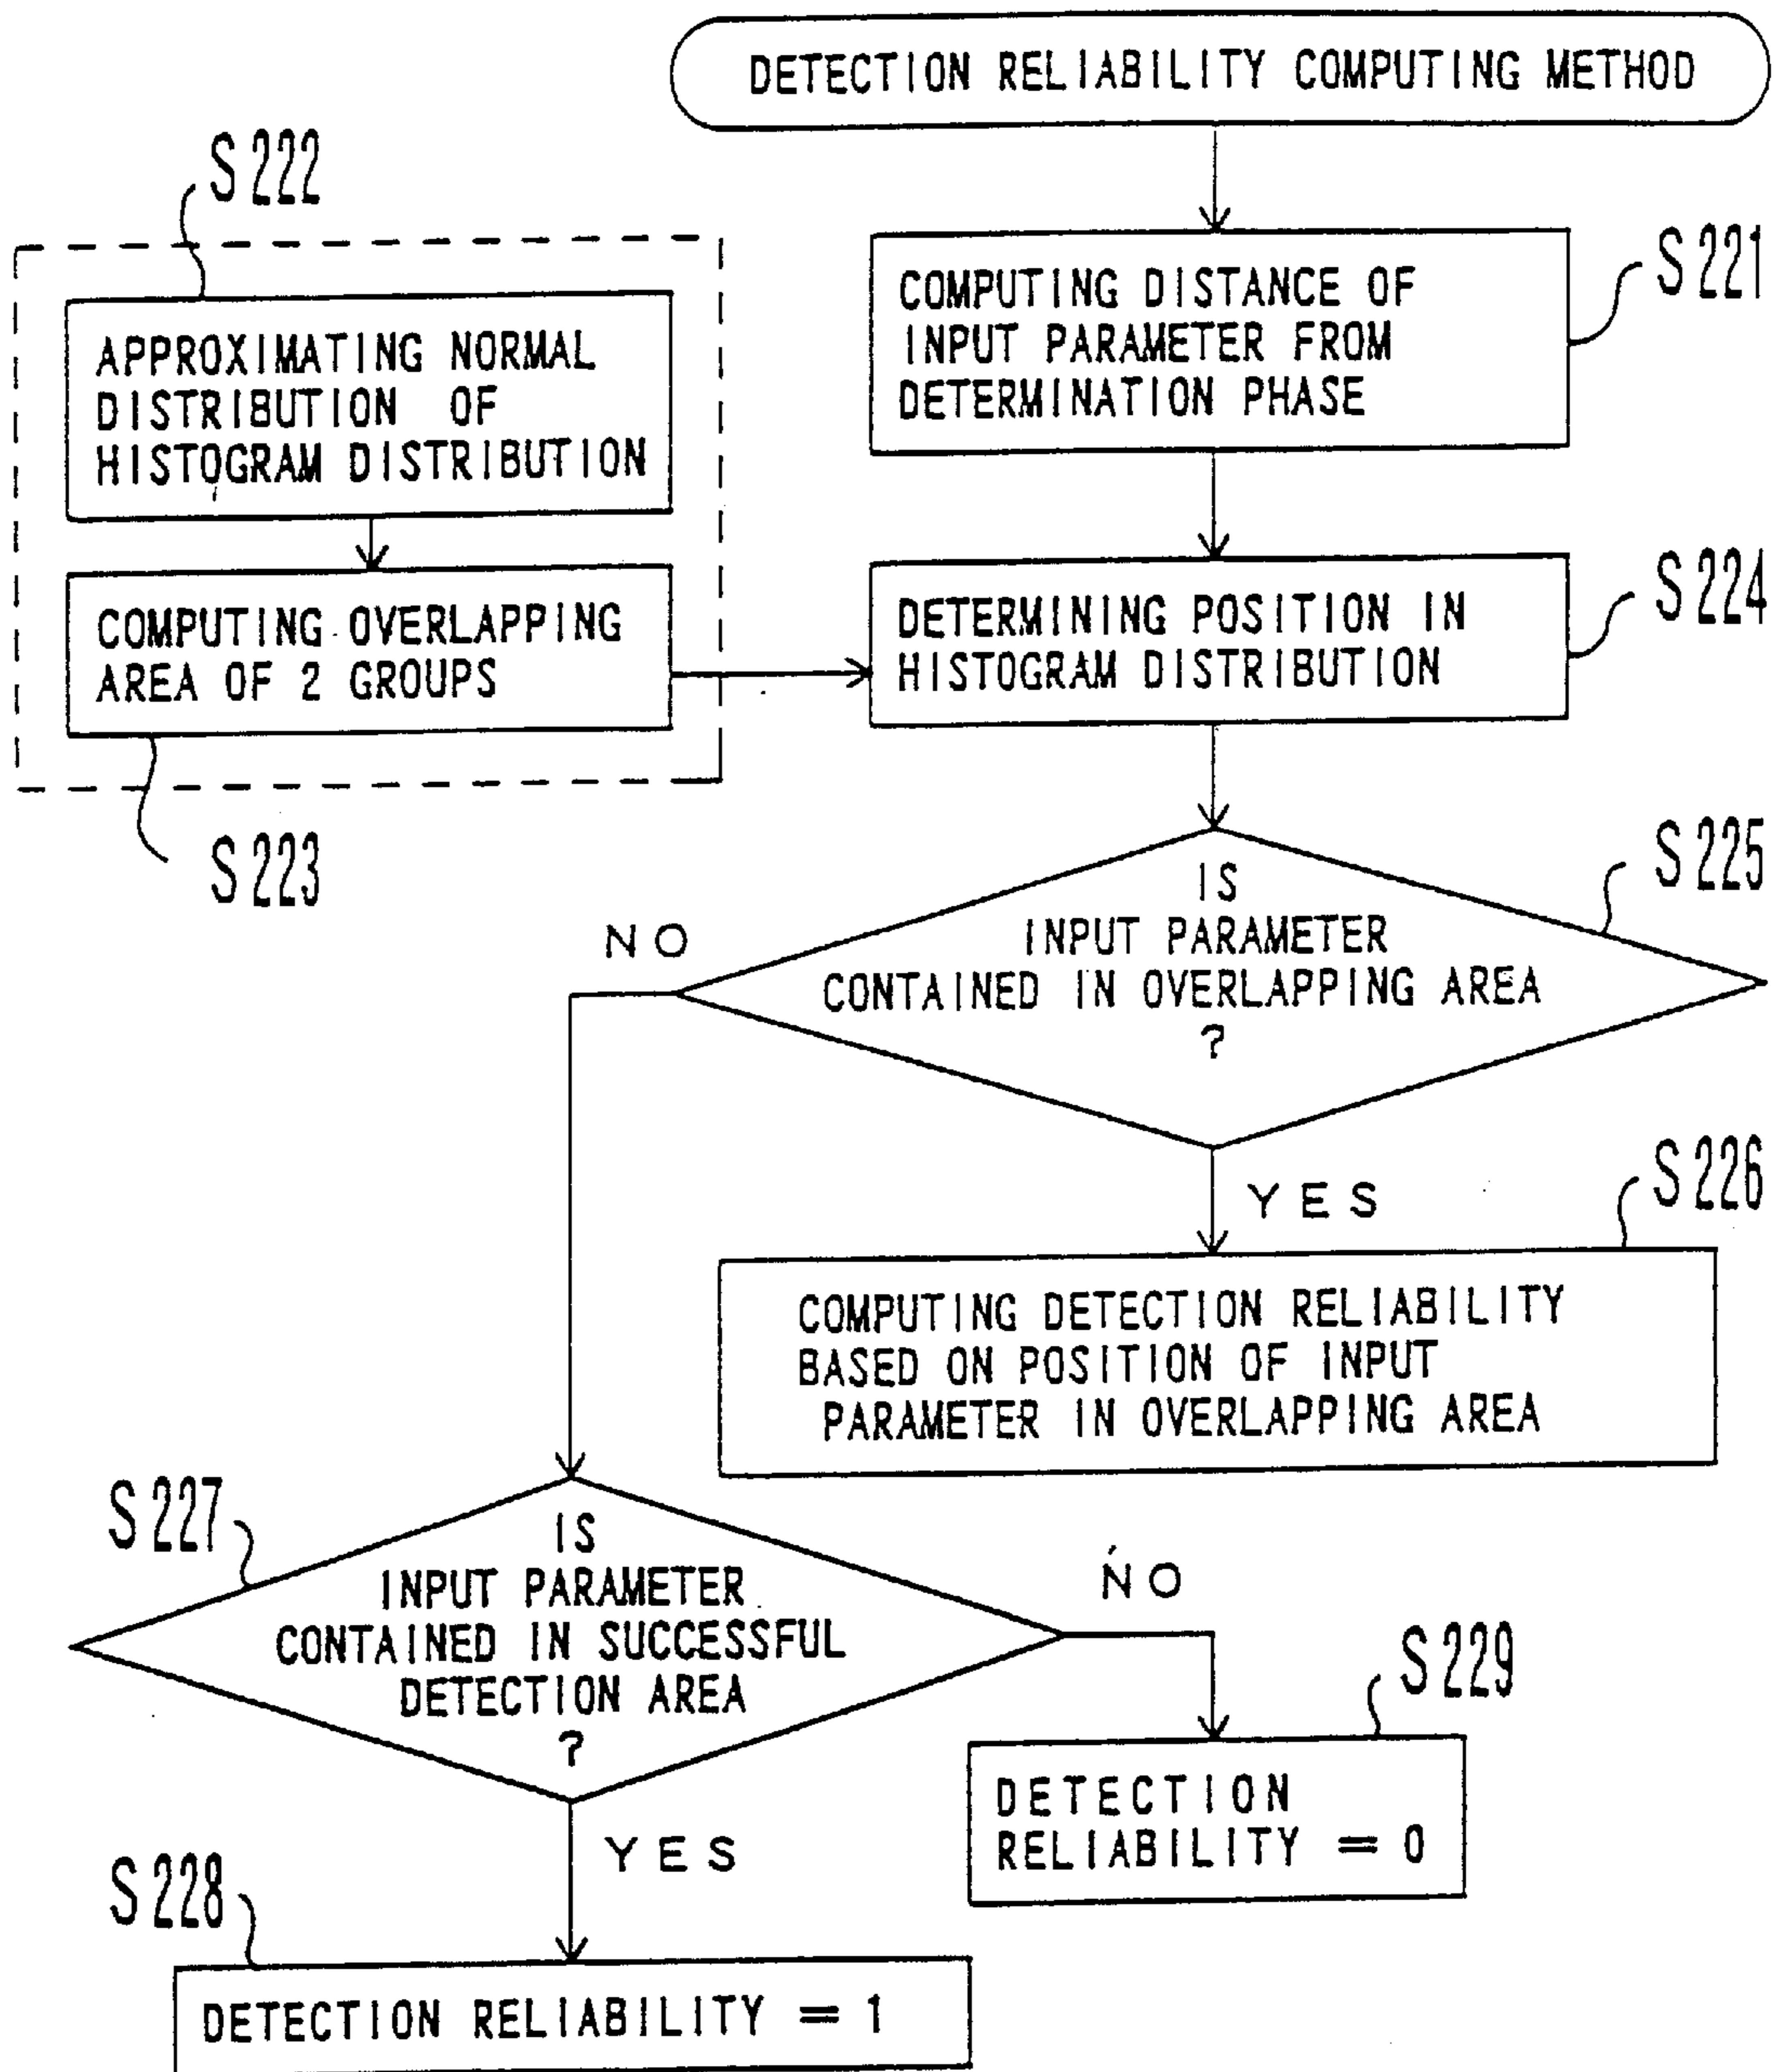 DETECTION RELIABILITY COMPUTING METHOD
S222
S221
COMPUTING DISTANCE OF
INPUT PARAMETER FROM
DETERMINATION PHASE
APPROXIMATING NORMAL
DISTRIBUTION OF
HISTOGRAM DISTRIBUTION
S224
COMPUTING OVERLAPPING
AREA OF 2 GROUPS
DETERMINING POSITION IN
HISTOGRAM DISTRIBUTION
S223
S225
IS
INPUT PARAMETER
CONTAINED IN OVERLAPPING AREA
?
NO
YES
S226
COMPUTING DETECTION RELIABILITY
BASED ON POSITION OF INPUT
PARAMETER IN OVERLAPPING AREA
S227
IS
INPUT PARAMETER
CONTAINED IN SUCCESSFUL
DETECTION AREA
?
NO
S229
DETECTION
RELIABILITY = 0
YES
S228
DETECTION RELIABILITY = 1